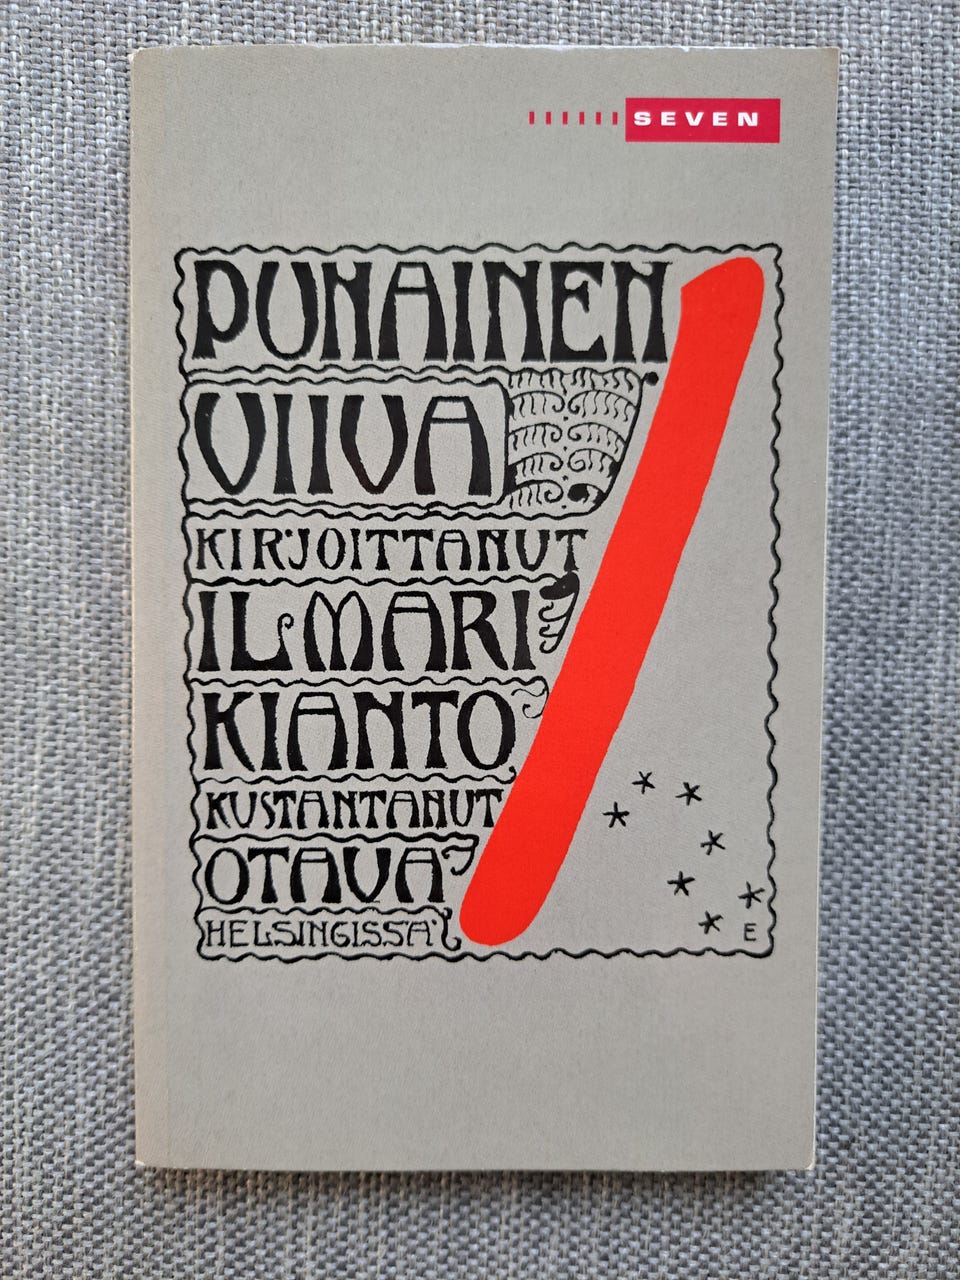 SEVEN
PUNAINEN
VIIVA
KIRJOITTANUT
ILMARI
KIANTO
KUSTANTANUT
OTAVA
HELSINGISSÄ
E